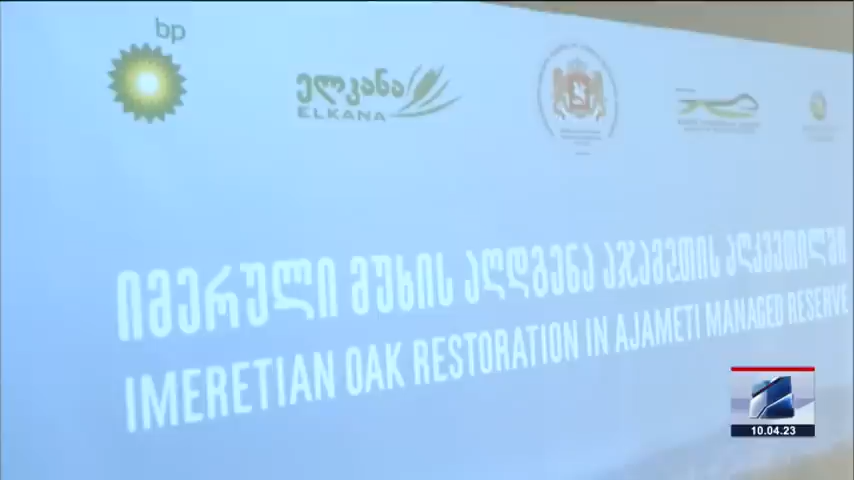 bp
ელკანა
ELKANA
იმერული მუხის აღდგენა აჯამეთის აღკვეთილში
IMERETIAN OAK RESTORATION IN AJAMETI MANAGED RESERVE
10.04.23